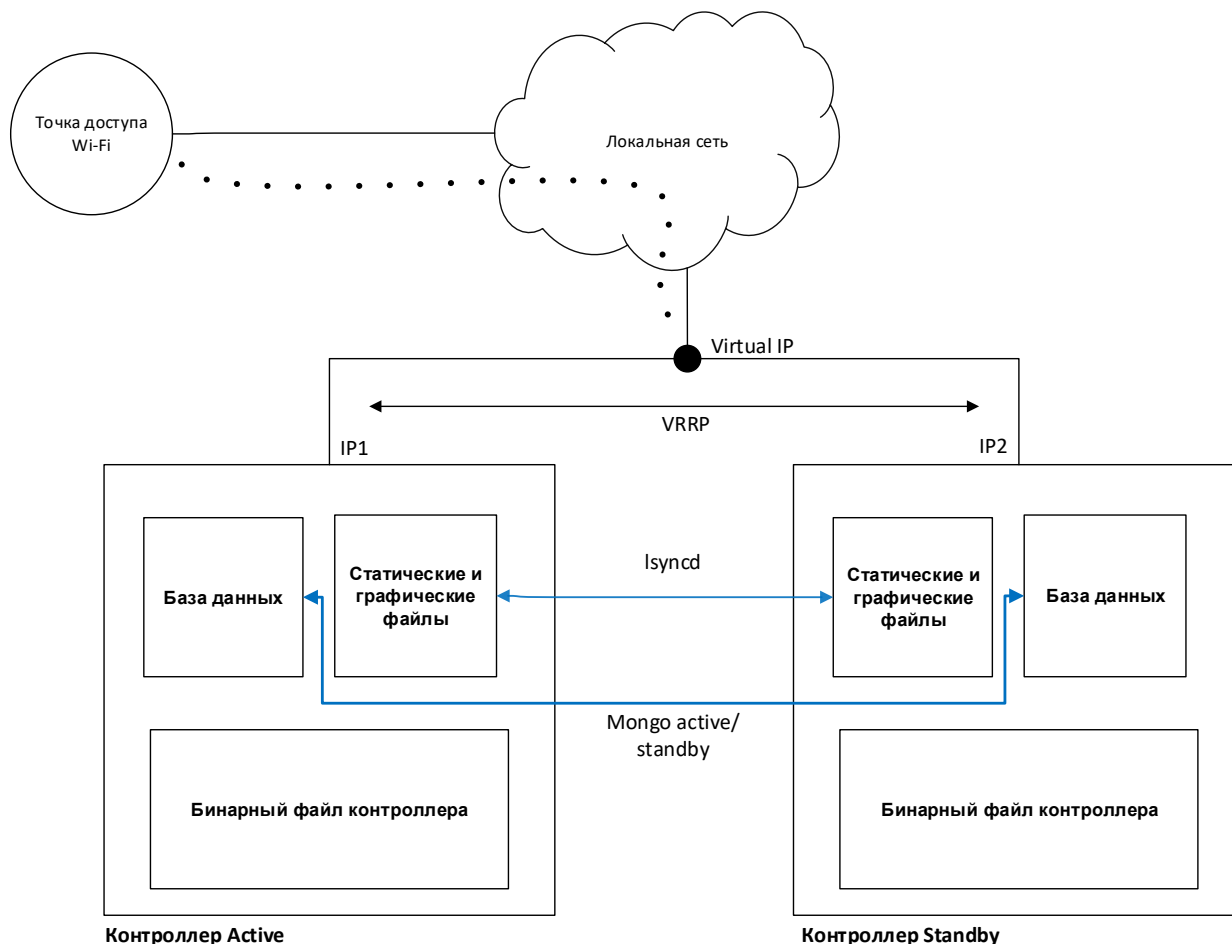 Точка доступа
Wi-Fi
Локальная сеть
Virtual IP
VRRP
IP1
IP2
База данных
Статические и
графические
файлы
lsyncd
Статические и
графические
файлы
База данных
Mongo active/
standby
Бинарный файл контроллера
Бинарный файл контроллера
Контроллер Active
Контроллер Standby